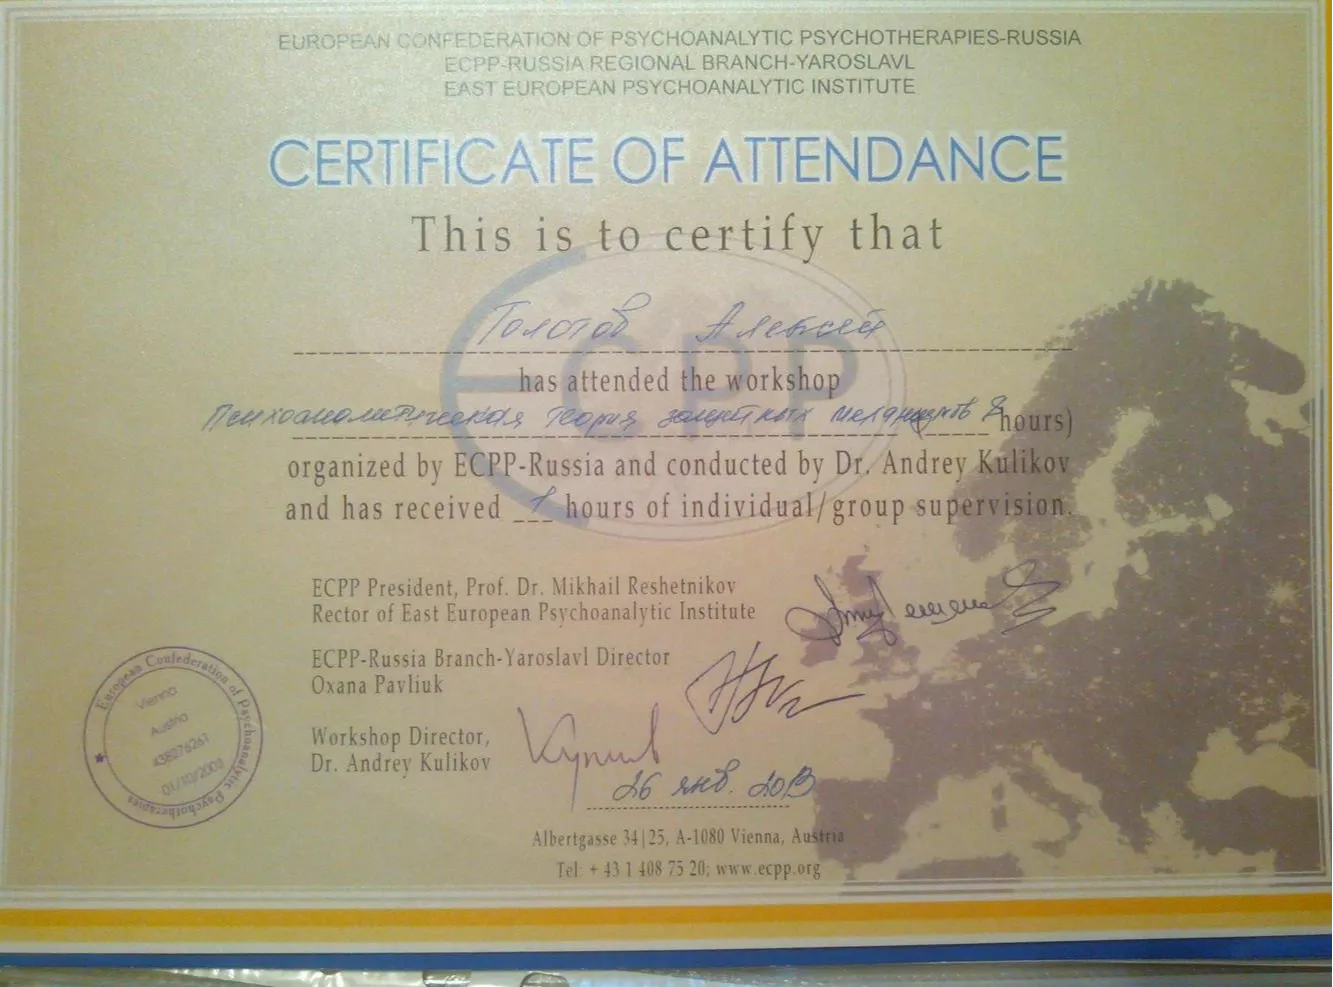 EUROPEAN CONFEDERATION OF PSYCHOANALYTIC PSYCHOTHERAPIES-RUSSIA
ECPP-RUSSIA REGIONAL BRANCH-YAROSLAVL
EAST EUROPEAN PSYCHOANALYTIC INSTITUTE
CERTIFICATE OF ATTENDANCE
This is to certify that
ECPP
Алексей
has attended the workshop
Психоаналитическая теория защитных механизмов (8 hours)
organized by ECPP-Russia and conducted by Dr. Andrey Kulikov
and has received 1 hours of individual/group supervision.
ECPP President, Prof. Dr. Mikhail Reshetnikov
Rector of East European Psychoanalytic Institute
ECPP-Russia Branch-Yaroslavl Director
Oxana Pavliuk
Workshop Director,
Dr. Andrey Kulikov
26 янв. 2013
European Confederation of Psychoanalytic Psychotherapies
Vienna
Austria
438276261
01/10/2003
Albertgasse 34|25, A-1080 Vienna, Austria
Tel: + 43 1 408 75 20; www.ecpp.org